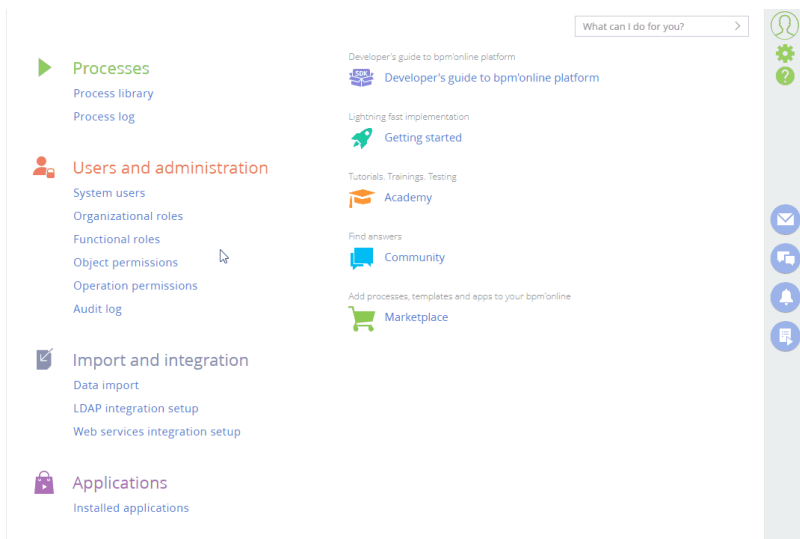 What can I do for you?
Processes
Process library
Process log
Users and administration
System users
Organizational roles
Functional roles
Object permissions
Operation permissions
Audit log
Import and integration
Data import
LDAP integration setup
Web services integration setup
Applications
Installed applications
Developer's guide to bpm'online platform
SDK
Developer's guide to bpm'online platform
Lightning fast implementation
Getting started
Tutorials. Trainings. Testing
Academy
Find answers
Community
Add processes, templates and apps to your bpm'online
Marketplace
?